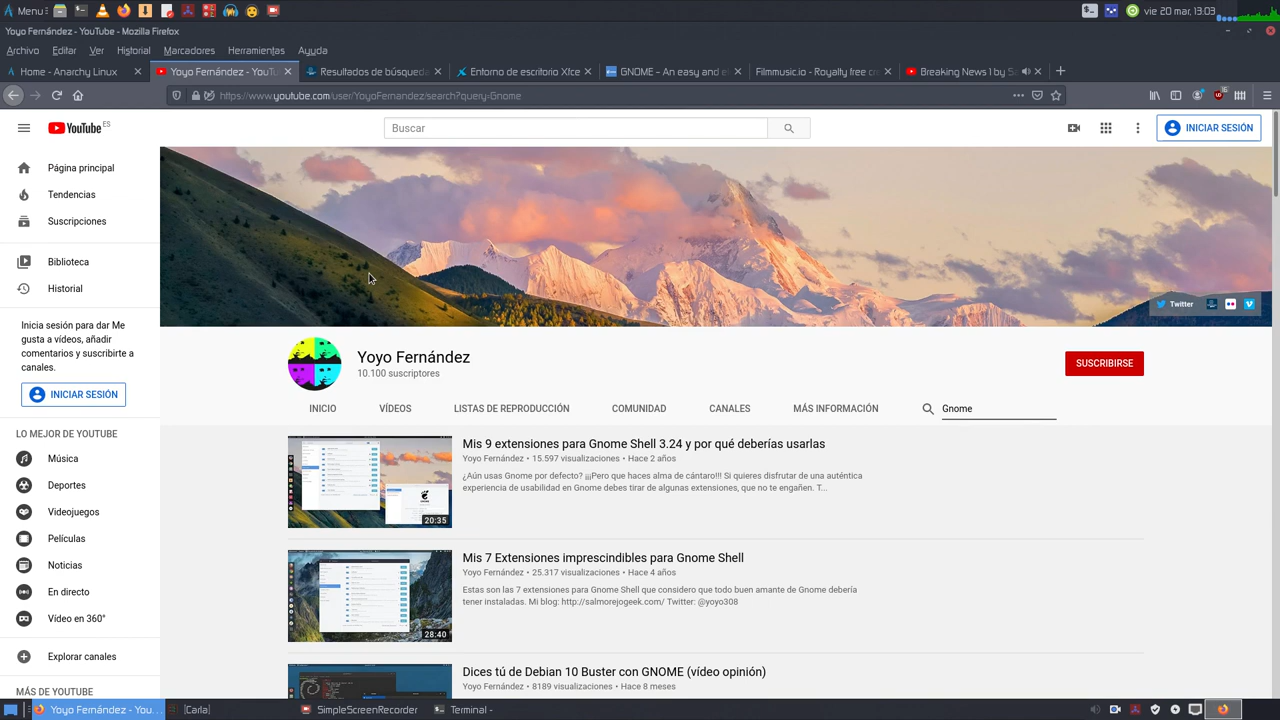 Menu
vie 20 mar, 13:03
Yoyo Fernández - YouTube - Mozilla Firefox
Archivo Editar Ver Historial Marcadores Herramientas Ayuda
Home - Anarchy Linux
Yoyo Fernández - YouTu
Resultados de búsqued
Entorno de escritorio Xfce
GNOME – An easy and e
Filmmusic.io - Royalty free cr
Breaking News 1 by S
https://www.youtube.com/user/YoyoFernandez/search?query=Gnome
YouTube ES
Buscar
INICIAR SESIÓN
Página principal
Tendencias
Suscripciones
Biblioteca
Historial
Inicia sesión para dar Me
gusta a vídeos, añadir
comentarios y suscribirte a
canales.
INICIAR SESIÓN
LO MEJOR DE YOUTUBE
Música
Deportes
Videojuegos
Películas
Noticias
En directo
Vídeo en 360°
Explorar canales
MÁS DE YOUTUBE
Twitter
Yoyo Fernández
10.100 suscriptores
SUSCRIBIRSE
INICIO VÍDEOS LISTAS DE REPRODUCCIÓN COMUNIDAD CANALES MÁS INFORMACIÓN Gnome
Mis 9 extensiones para Gnome Shell 3.24 y por qué deberías usarlas
Yoyo Fernández • 15.597 visualizaciones • Hace 2 años
¿Aún usas Gnome por defecto? ¡¡¡Pero que haces alma de cántaro!!! Si quieres disfrutar de una auténtica
experiencia de usabilidad en Gnome debes tirar de algunas extensiones, que no te engañen. T...
20:35
Mis 7 Extensiones imprescindibles para Gnome Shell
Yoyo Fernández • 25.317 visualizaciones • Hace 4 años
Estas son las 7 extensiones para Gnome Shell que considero que todo buen amante de Gnome debería
tener instaladas. Mi blog: http://salmorejogeek.com/ Twitter: @yoyo308
28:40
Dices tú de Debian 10 Buster con GNOME (vídeo opinión)
Yoyo Fernández • 8189 visualizaciones • Hace 8 meses
Yoyo Fernández - YouTu...
[Carla]
SimpleScreenRecorder
Terminal -